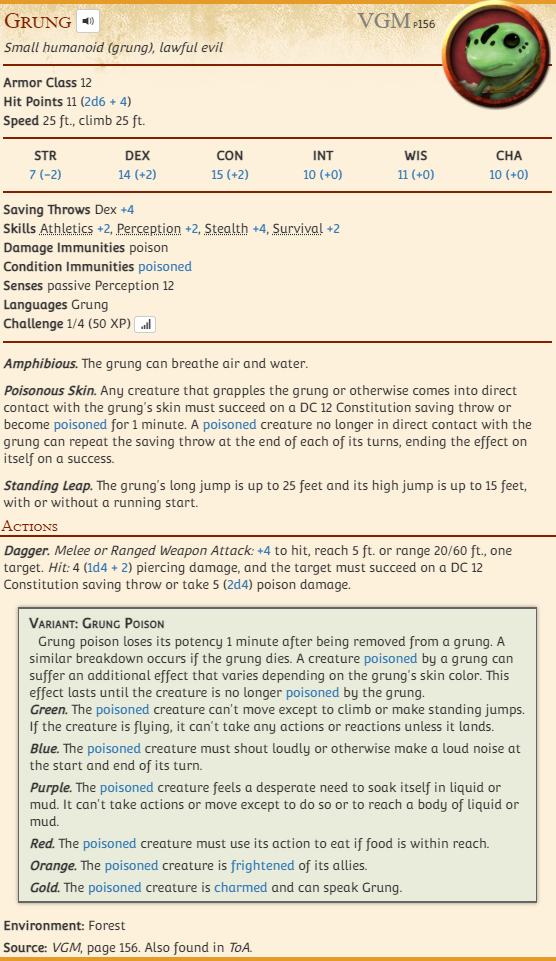 Grung VGM p156
Small humanoid (grung), lawful evil
Armor Class 12
Hit Points 11 (2d6 + 4)
Speed 25 ft., climb 25 ft.
STR DEX CON INT WIS CHA
7 (−2) 14 (+2) 15 (+2) 10 (+0) 11 (+0) 10 (+0)
Saving Throws Dex +4
Skills Athletics +2, Perception +2, Stealth +4, Survival +2
Damage Immunities poison
Condition Immunities poisoned
Senses passive Perception 12
Languages Grung
Challenge 1/4 (50 XP)
Amphibious. The grung can breathe air and water.
Poisonous Skin. Any creature that grapples the grung or otherwise comes into direct
contact with the grung's skin must succeed on a DC 12 Constitution saving throw or
become poisoned for 1 minute. A poisoned creature no longer in direct contact with the
grung can repeat the saving throw at the end of each of its turns, ending the effect on
itself on a success.
Standing Leap. The grung's long jump is up to 25 feet and its high jump is up to 15 feet,
with or without a running start.
Actions
Dagger. Melee or Ranged Weapon Attack: +4 to hit, reach 5 ft. or range 20/60 ft., one
target. Hit: 4 (1d4 + 2) piercing damage, and the target must succeed on a DC 12
Constitution saving throw or take 5 (2d4) poison damage.
Variant: Grung Poison
Grung poison loses its potency 1 minute after being removed from a grung. A
similar breakdown occurs if the grung dies. A creature poisoned by a grung can
suffer an additional effect that varies depending on the grung's skin color. This
effect lasts until the creature is no longer poisoned by the grung.
Green. The poisoned creature can't move except to climb or make standing jumps.
If the creature is flying, it can't take any actions or reactions unless it lands.
Blue. The poisoned creature must shout loudly or otherwise make a loud noise at
the start and end of its turn.
Purple. The poisoned creature feels a desperate need to soak itself in liquid or
mud. It can't take actions or move except to do so or to reach a body of liquid or
mud.
Red. The poisoned creature must use its action to eat if food is within reach.
Orange. The poisoned creature is frightened of its allies.
Gold. The poisoned creature is charmed and can speak Grung.
Environment: Forest
Source: VGM, page 156. Also found in ToA.